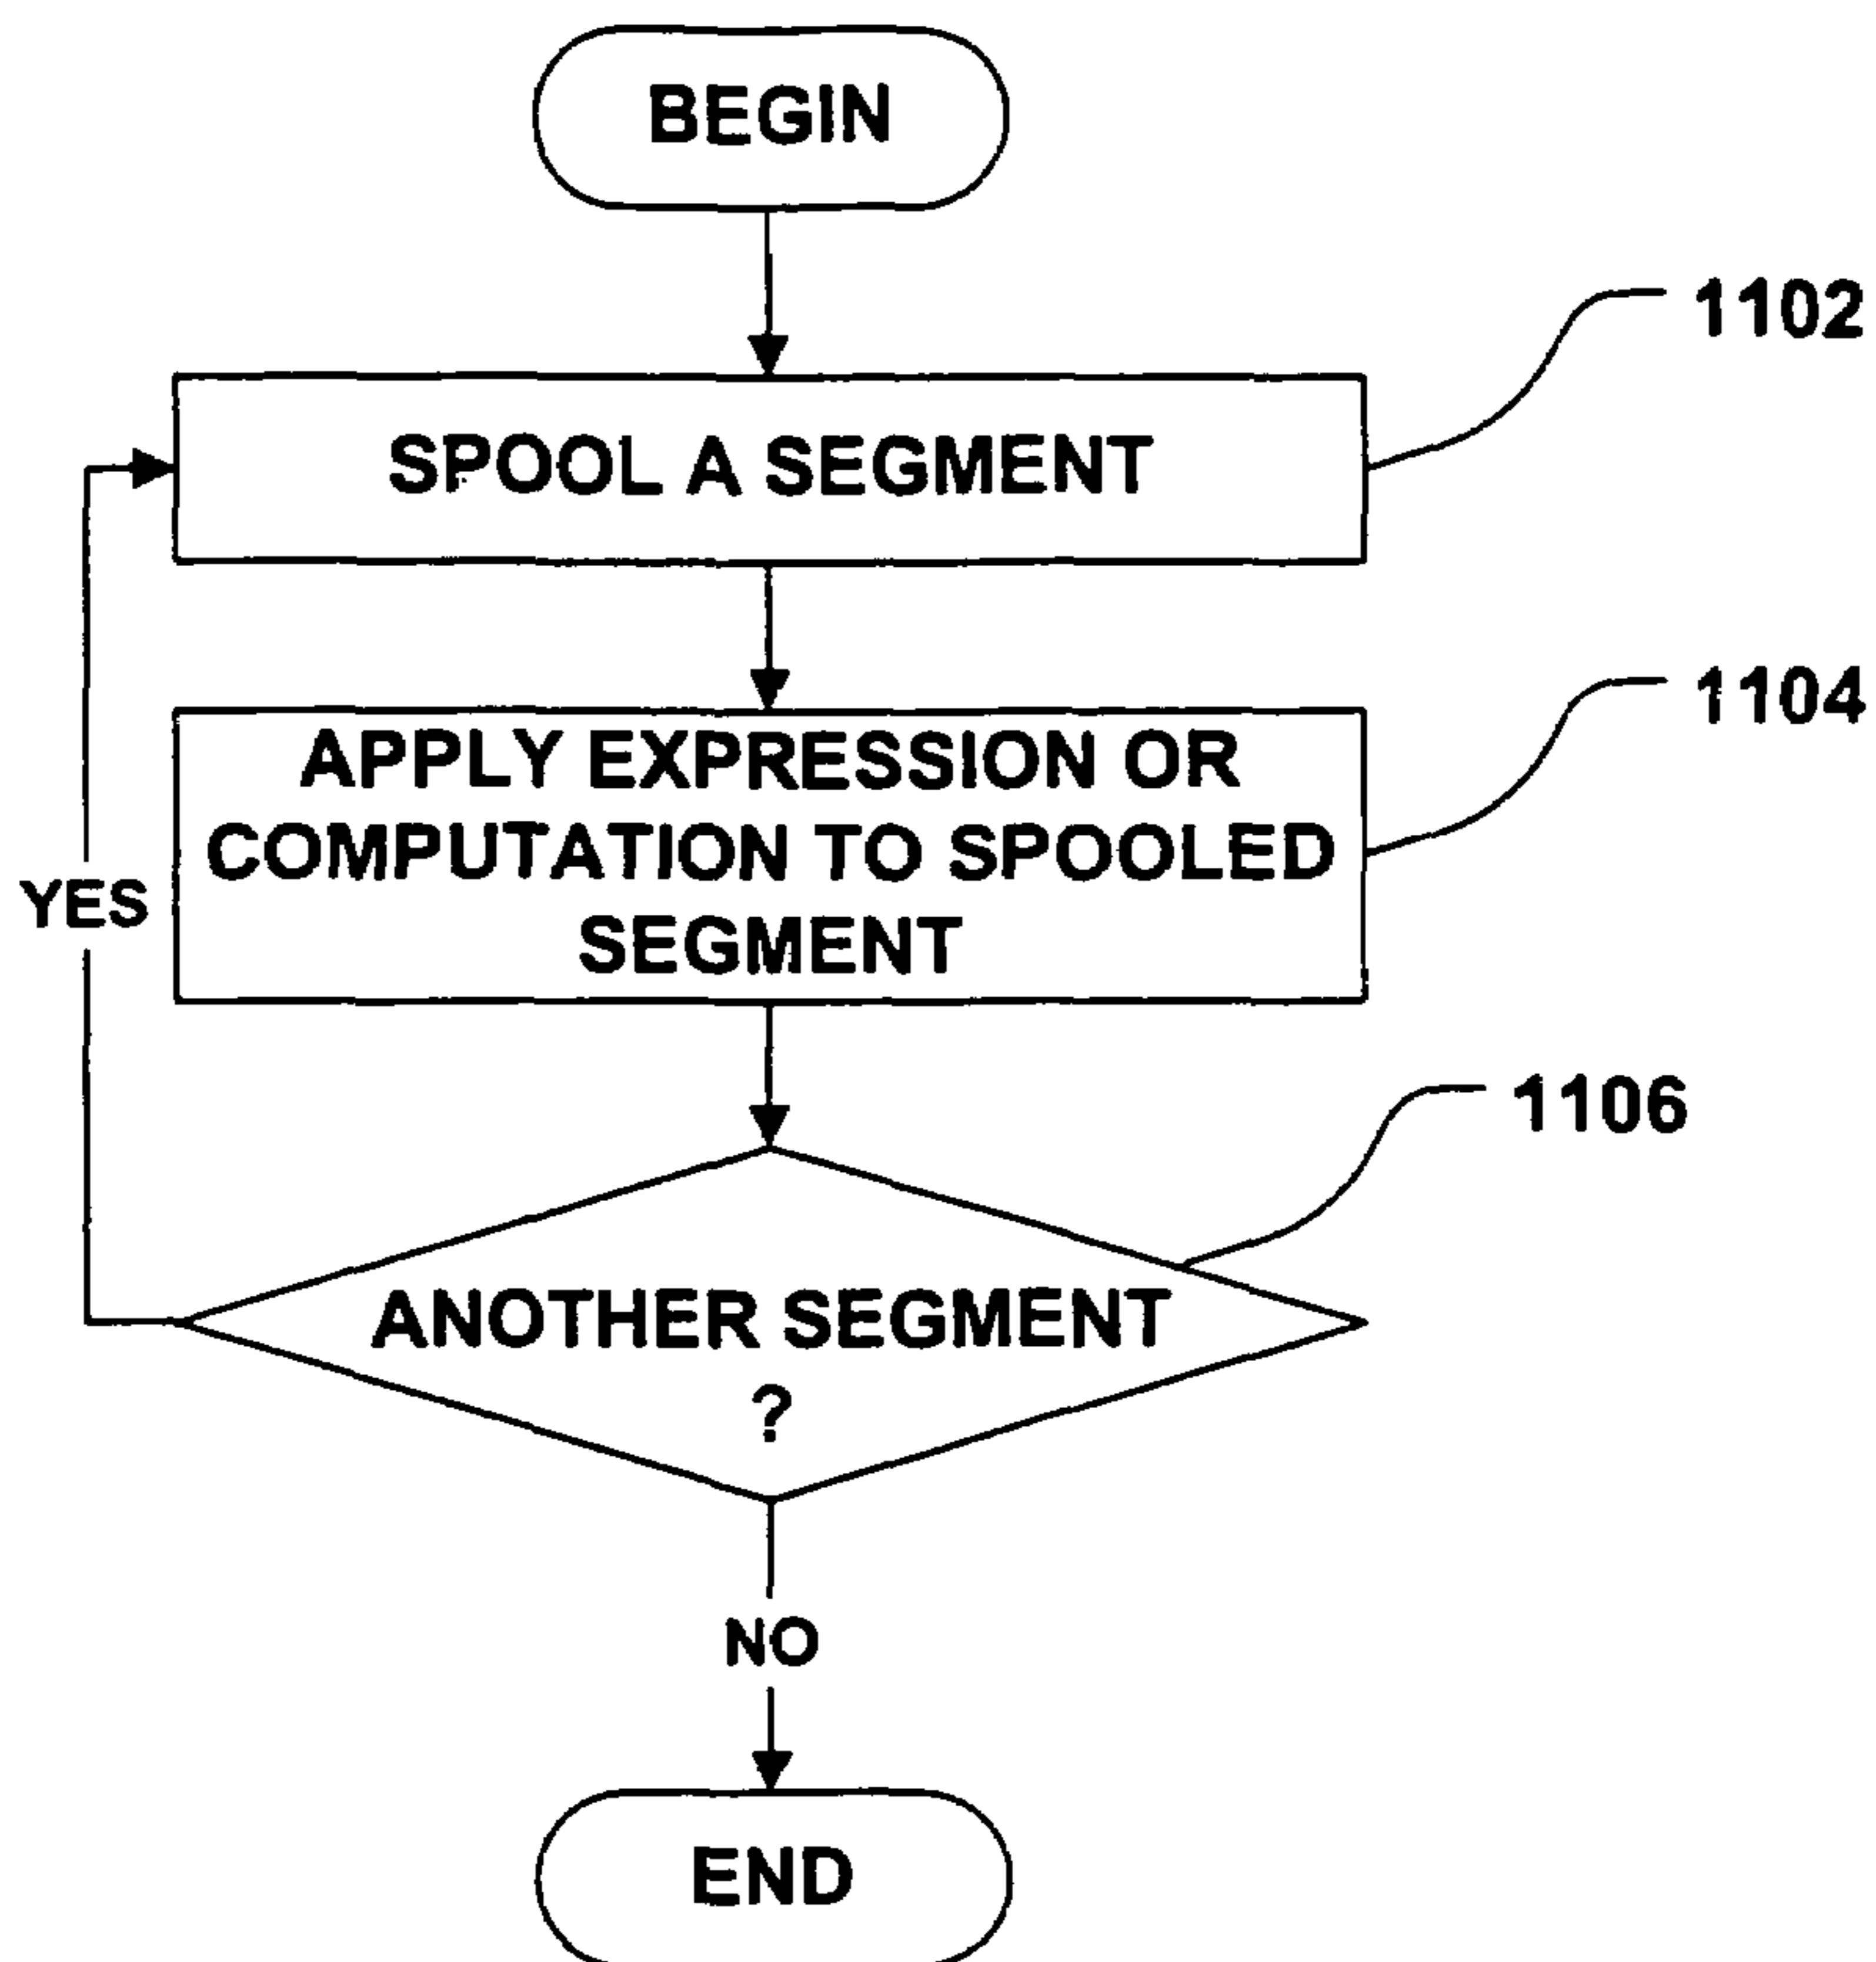 BEGIN
1102
SPOOL A SEGMENT
1104
APPLY EXPRESSION OR
COMPUTATION TO SPOOLED
SEGMENT
YES
1106
ANOTHER SEGMENT
?
NO
END